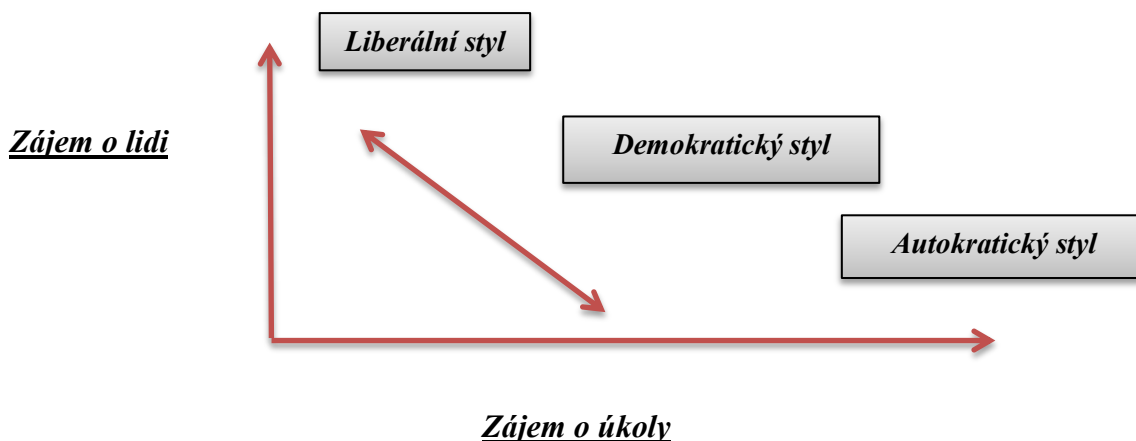 Liberální styl
Zájem o lidi
Demokratický styl
Autokratický styl
Zájem o úkoly